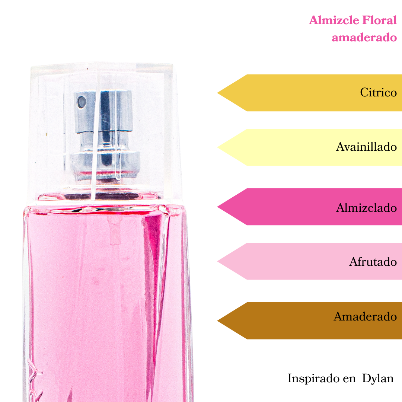 Almizcle Floral
amaderado
Citrico
Avainillado
Almizclado
Afrutado
Amaderado
Inspirado en Dylan